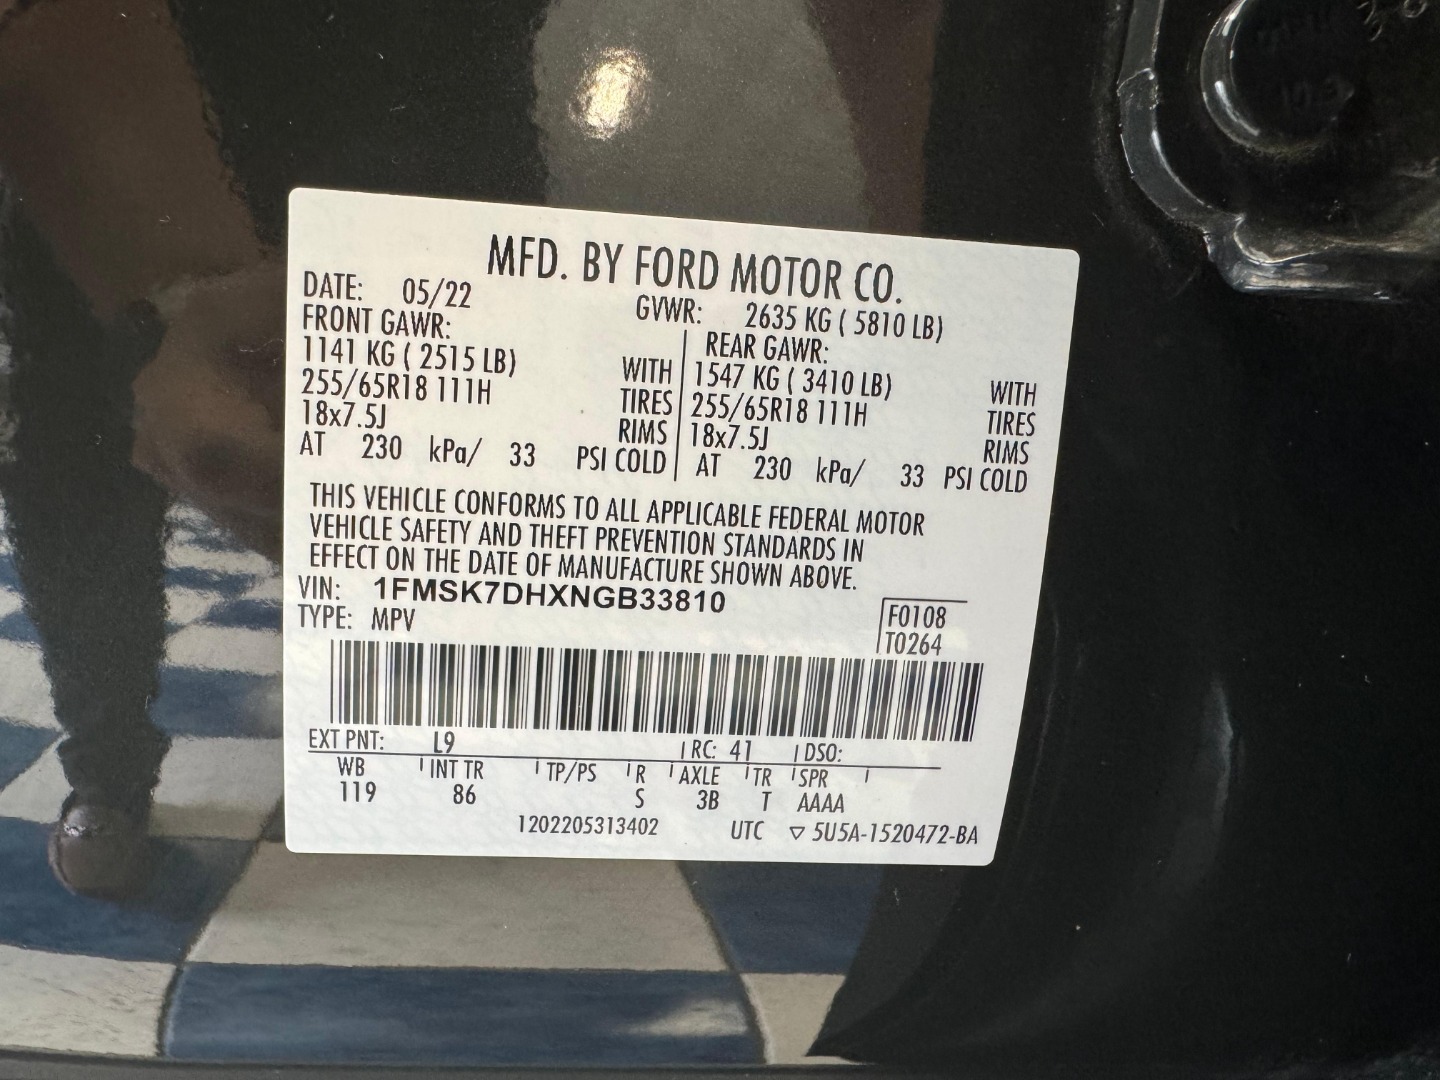 MFD. BY FORD MOTOR CO.
DATE: 05/22 GVWR: 2635 KG ( 5810 LB)
FRONT GAWR: REAR GAWR:
1141 KG ( 2515 LB) WITH 1547 KG ( 3410 LB) WITH
255/65R18 111H TIRES 255/65R18 111H TIRES
18x7.5J RIMS 18x7.5J RIMS
AT 230 kPa/ 33 PSI COLD AT 230 kPa/ 33 PSI COLD
THIS VEHICLE CONFORMS TO ALL APPLICABLE FEDERAL MOTOR
VEHICLE SAFETY AND THEFT PREVENTION STANDARDS IN
EFFECT ON THE DATE OF MANUFACTURE SHOWN ABOVE.
VIN: 1FMSK7DHXNGB33810
TYPE: MPV
F0108
T0264
EXT PNT: L9 RC: 41 DSO:
WB INT TR TP/PS R AXLE TR SPR
119 86 S 3B T AAAA
1202205313402 UTC ▽ 5U5A-1520472-BA